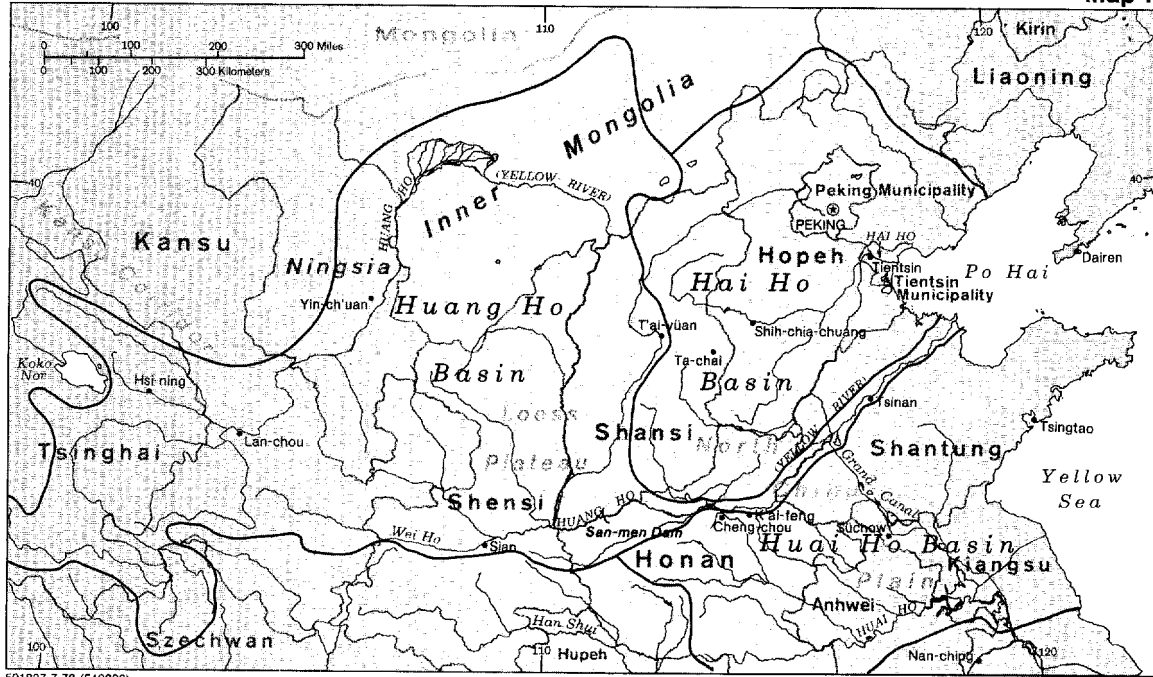 100
110
120
Kirin
Mongolia
0 100 200 300 Miles
0 100 200 300 Kilometers
Liaoning
Inner Mongolia
(YELLOW RIVER)
HUANG HO
40
40
Peking Municipality
PEKING
HAI HO
Kansu
Kansu Corridor
Ningsia
Hopeh
Tientsin
Tientsin
Municipality
Po Hai
Dairen
Yin-ch'uan
Huang Ho
Basin
Hai Ho
Basin
T'ai-yüan
Shih-chia-chuang
Ta-chai
Koko
Nor
Hsi-ning
Loess
Plateau
Shansi
North
China
Plain
(YELLOW RIVER)
Tsinan
Tsingtao
Tsinghai
Lan-chou
Shantung
Grand Canal
Yellow
Sea
Shensi
HUANG HO
San-men Dam
K'ai-feng
Cheng-chou
Suchow
Wei Ho
Sian
Honan
Huai Ho Basin
Kiangsu
Anhwei
HUAI HO
Han Shui
Szechwan
100
110
Hupeh
Nan-ching
120